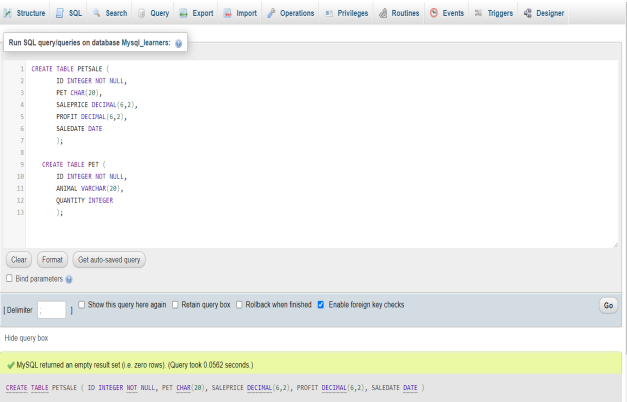 Structure SQL Search Query Export Import Operations Privileges Routines Events Triggers Designer
Run SQL query/queries on database Mysql_learners:
1 CREATE TABLE PETSALE (
2 ID INTEGER NOT NULL,
3 PET CHAR(20),
4 SALEPRICE DECIMAL(6,2),
5 PROFIT DECIMAL(6,2),
6 SALEDATE DATE
7 );
8
9 CREATE TABLE PET (
10 ID INTEGER NOT NULL,
11 ANIMAL VARCHAR(20),
12 QUANTITY INTEGER
13 );
Clear Format Get auto-saved query
Bind parameters
[ Delimiter ; ] Show this query here again Retain query box Rollback when finished Enable foreign key checks Go
Hide query box
MySQL returned an empty result set (i.e. zero rows). (Query took 0.0562 seconds.)
CREATE TABLE PETSALE ( ID INTEGER NOT NULL, PET CHAR(20), SALEPRICE DECIMAL(6,2), PROFIT DECIMAL(6,2), SALEDATE DATE )